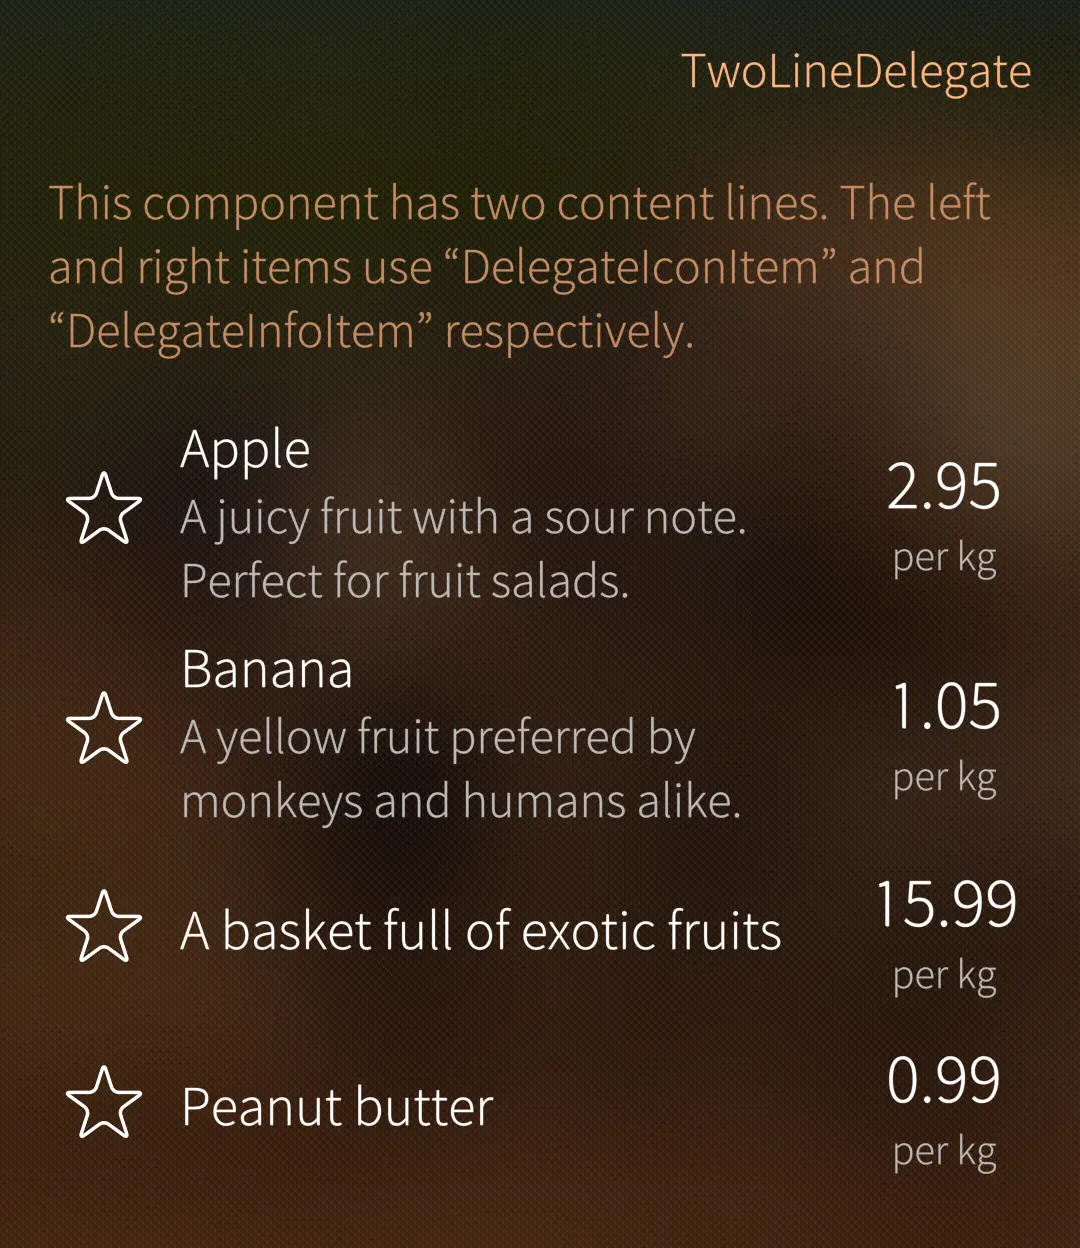 TwoLineDelegate
This component has two content lines. The left
and right items use “DelegateIconItem” and
“DelegateInfoItem” respectively.
Apple
A juicy fruit with a sour note.
Perfect for fruit salads.
2.95
per kg
Banana
A yellow fruit preferred by
monkeys and humans alike.
1.05
per kg
A basket full of exotic fruits
15.99
per kg
Peanut butter
0.99
per kg